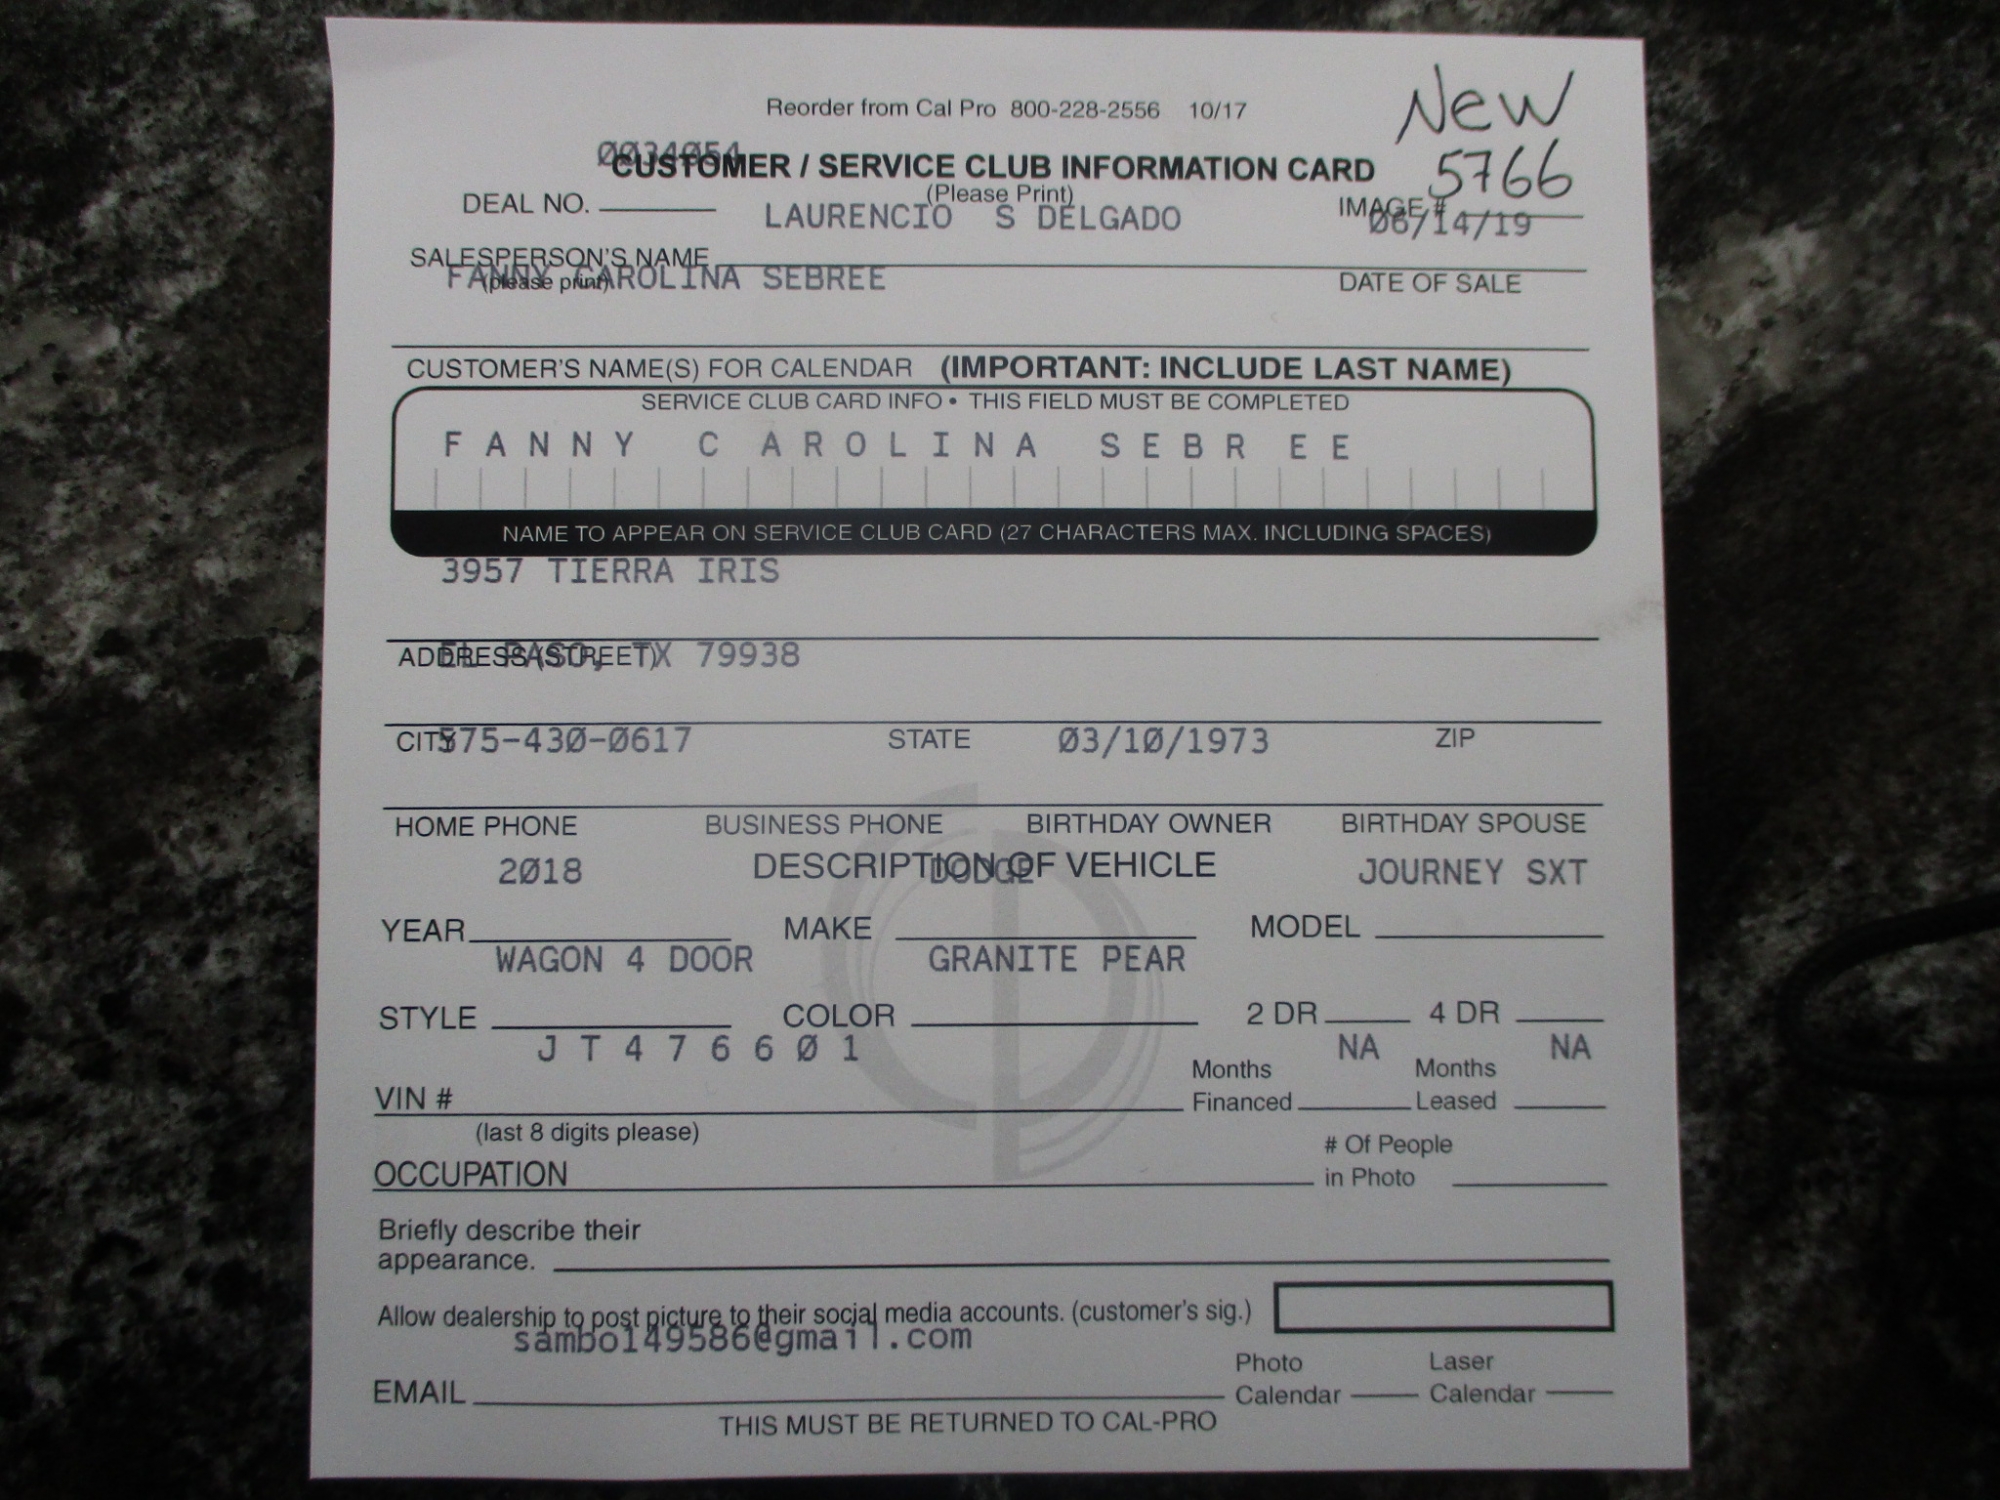 New
Reorder from Cal Pro 800-228-2556 10/17
5766
0034054
CUSTOMER / SERVICE CLUB INFORMATION CARD
(Please Print)
DEAL NO. IMAGE #
LAURENCIO S DELGADO 06/14/19
SALESPERSON'S NAME
(please print)
FANNY CAROLINA SEBREE
DATE OF SALE
CUSTOMER'S NAME(S) FOR CALENDAR (IMPORTANT: INCLUDE LAST NAME)
SERVICE CLUB CARD INFO • THIS FIELD MUST BE COMPLETED
FANNY CAROLINA SEBREE
NAME TO APPEAR ON SERVICE CLUB CARD (27 CHARACTERS MAX. INCLUDING SPACES)
3957 TIERRA IRIS
ADDRESS (STREET)
EL PASO, TX 79938
CITY STATE ZIP
575-430-0617 03/10/1973
HOME PHONE BUSINESS PHONE BIRTHDAY OWNER BIRTHDAY SPOUSE
DESCRIPTION OF VEHICLE
2018 DODGE JOURNEY SXT
YEAR MAKE MODEL
WAGON 4 DOOR GRANITE PEAR
STYLE COLOR 2 DR 4 DR
JT476601 NA NA
VIN # Months Financed Months Leased
(last 8 digits please)
OCCUPATION # Of People in Photo
Briefly describe their
appearance.
Allow dealership to post picture to their social media accounts. (customer's sig.)
sambo149586@gmail.com
EMAIL Photo Calendar Laser Calendar
THIS MUST BE RETURNED TO CAL-PRO